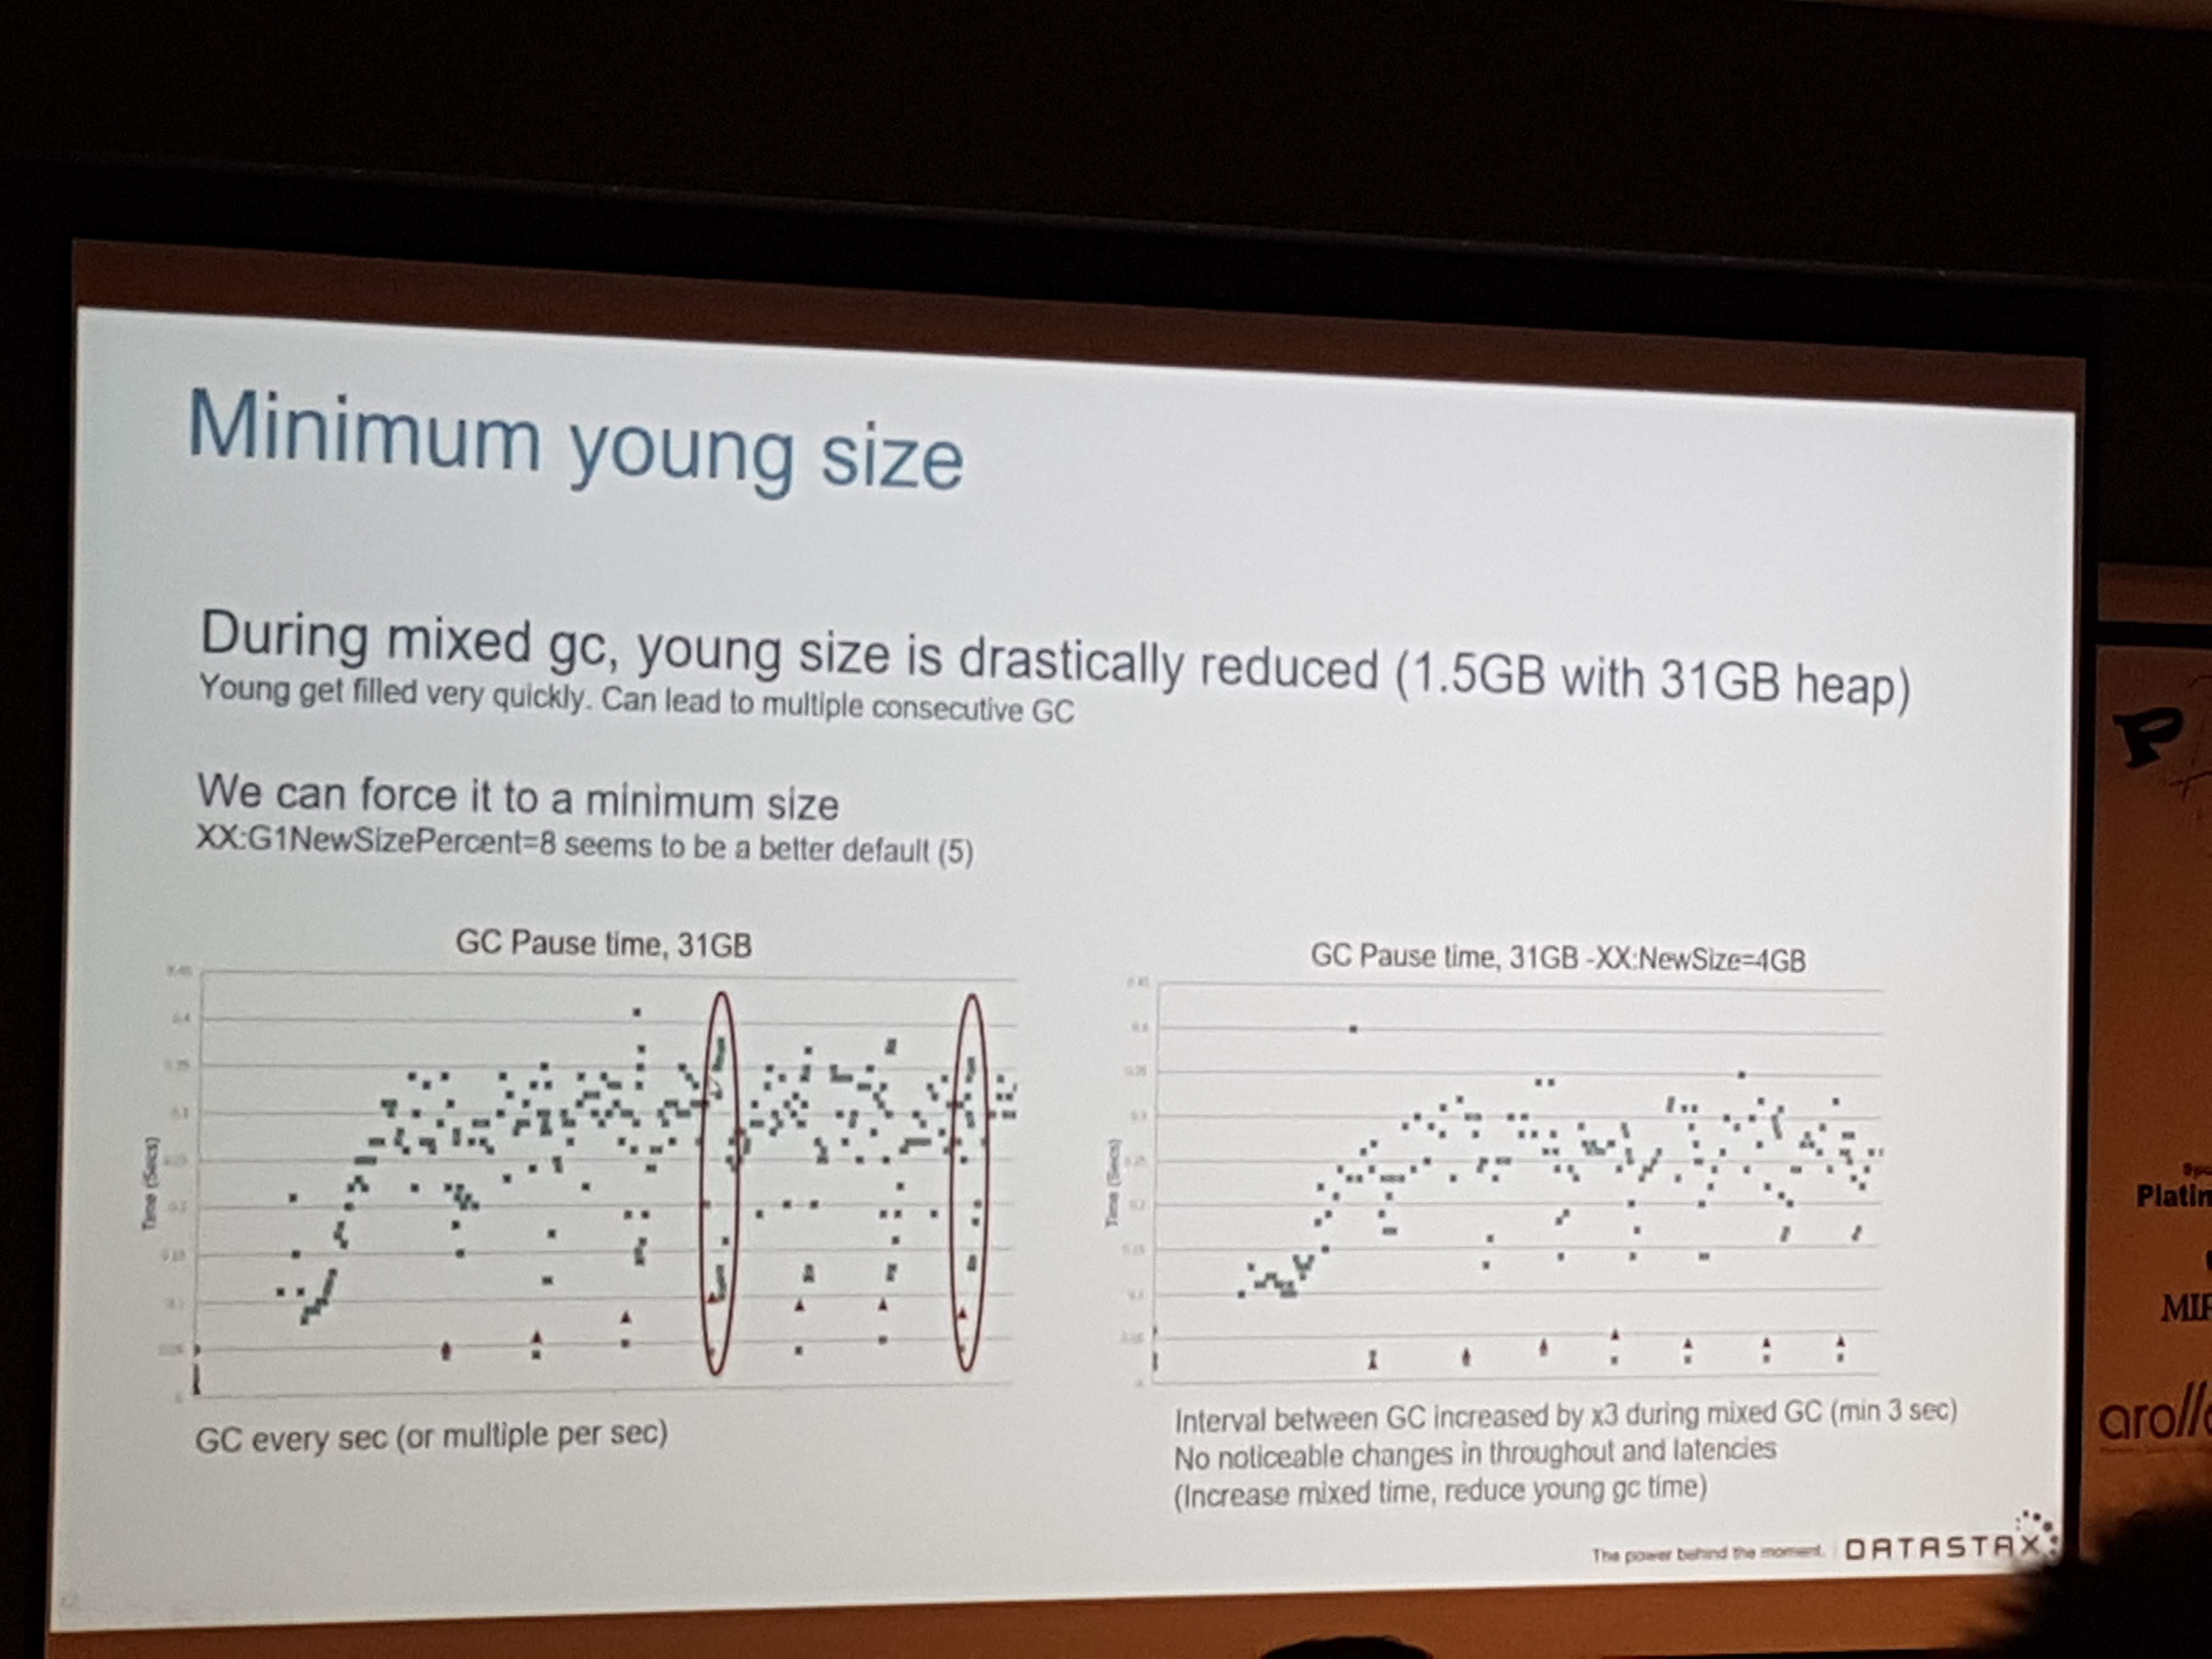 Minimum young size
During mixed gc, young size is drastically reduced (1.5GB with 31GB heap)
Young get filled very quickly. Can lead to multiple consecutive GC
We can force it to a minimum size
XX:G1NewSizePercent=8 seems to be a better default (5)
GC Pause time, 31GB
Time (Secs)
GC every sec (or multiple per sec)
GC Pause time, 31GB -XX:NewSize=4GB
Time (Secs)
Interval between GC increased by x3 during mixed GC (min 3 sec)
No noticeable changes in throughout and latencies
(Increase mixed time, reduce young gc time)
The power behind the moment.
DATASTAX